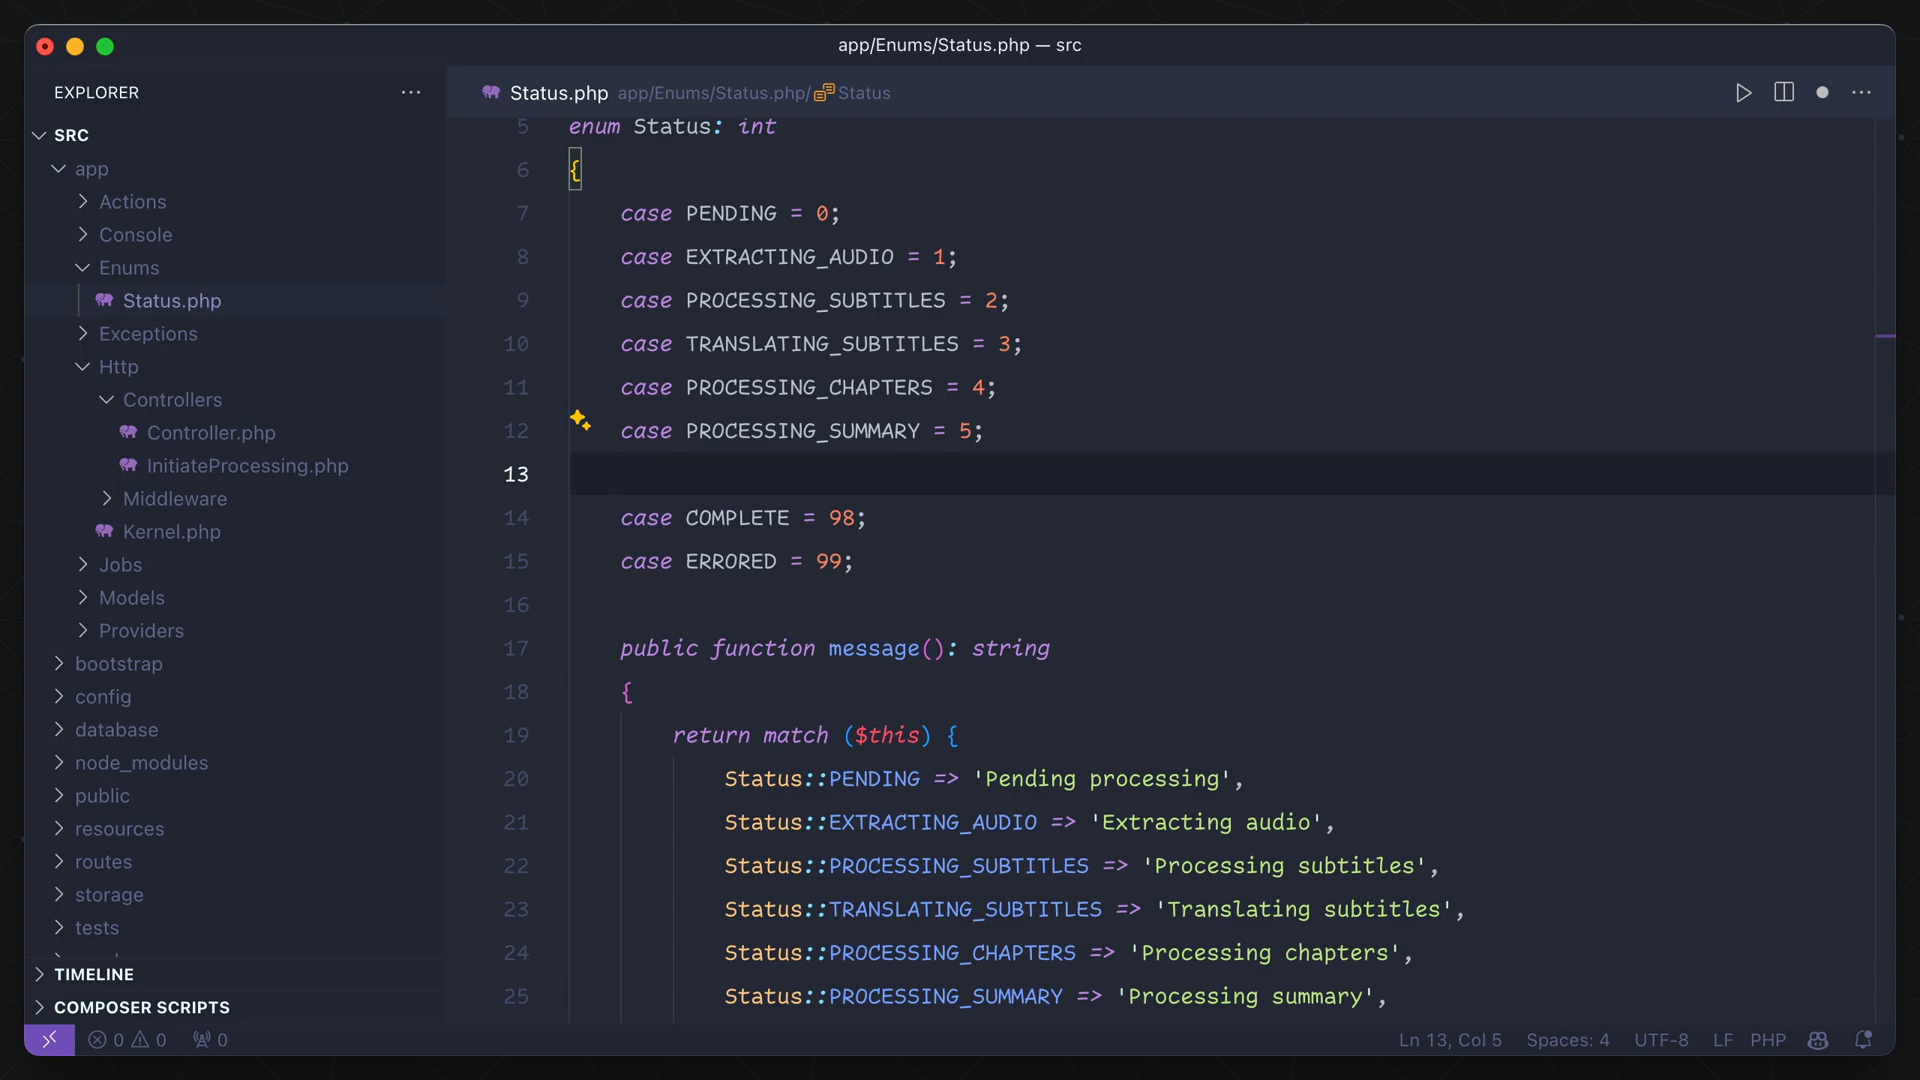 app/Enums/Status.php — src
EXPLORER
SRC
app
Actions
Console
Enums
Status.php
Exceptions
Http
Controllers
Controller.php
InitiateProcessing.php
Middleware
Kernel.php
Jobs
Models
Providers
bootstrap
config
database
node_modules
public
resources
routes
storage
tests
TIMELINE
COMPOSER SCRIPTS
Status.php app/Enums/Status.php/ Status
5 enum Status: int
6 {
7 case PENDING = 0;
8 case EXTRACTING_AUDIO = 1;
9 case PROCESSING_SUBTITLES = 2;
10 case TRANSLATING_SUBTITLES = 3;
11 case PROCESSING_CHAPTERS = 4;
12 case PROCESSING_SUMMARY = 5;
13
14 case COMPLETE = 98;
15 case ERRORED = 99;
16
17 public function message(): string
18 {
19 return match ($this) {
20 Status::PENDING => 'Pending processing',
21 Status::EXTRACTING_AUDIO => 'Extracting audio',
22 Status::PROCESSING_SUBTITLES => 'Processing subtitles',
23 Status::TRANSLATING_SUBTITLES => 'Translating subtitles',
24 Status::PROCESSING_CHAPTERS => 'Processing chapters',
25 Status::PROCESSING_SUMMARY => 'Processing summary',
0 0 0 Ln 13, Col 5 Spaces: 4 UTF-8 LF PHP